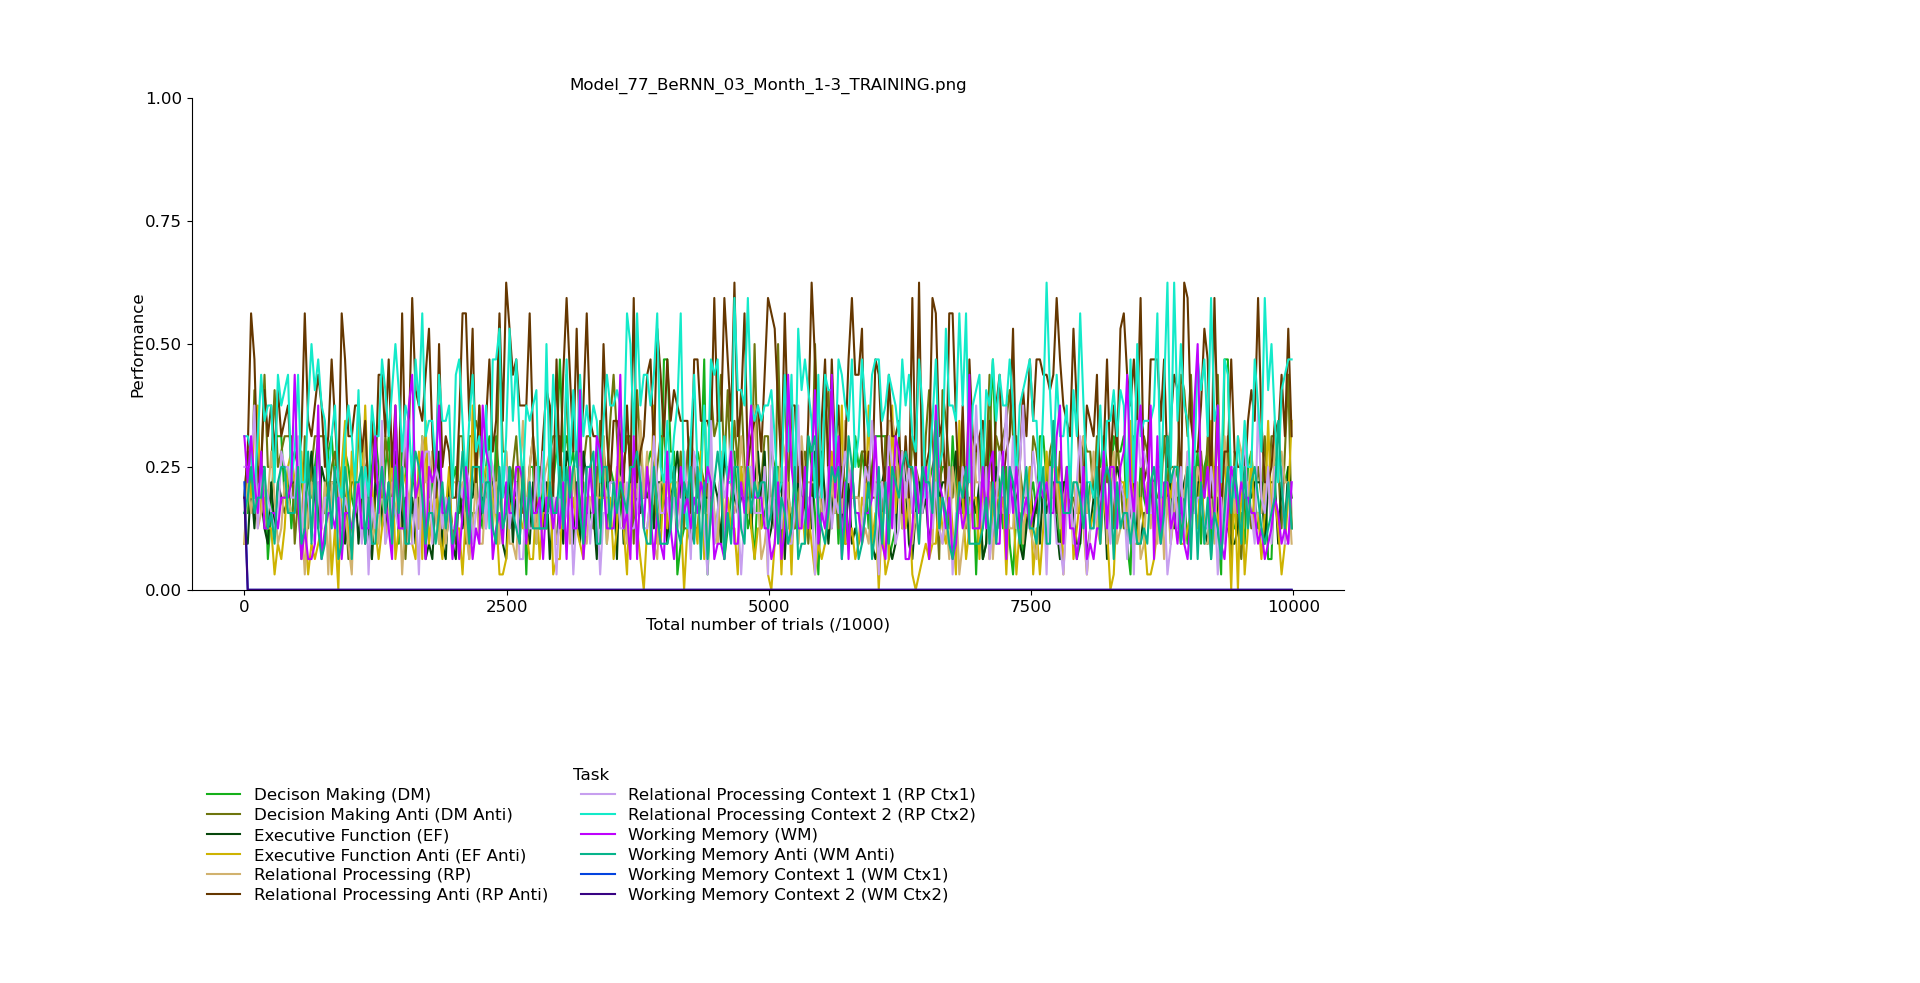 Model_77_BeRNN_03_Month_1-3_TRAINING.png
1.00
0.75
0.50
0.25
0.00
Performance
0 2500 5000 7500 10000
Total number of trials (/1000)
Task
Decison Making (DM)
Decision Making Anti (DM Anti)
Executive Function (EF)
Executive Function Anti (EF Anti)
Relational Processing (RP)
Relational Processing Anti (RP Anti)
Relational Processing Context 1 (RP Ctx1)
Relational Processing Context 2 (RP Ctx2)
Working Memory (WM)
Working Memory Anti (WM Anti)
Working Memory Context 1 (WM Ctx1)
Working Memory Context 2 (WM Ctx2)